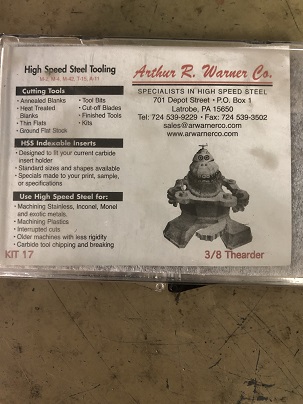 High Speed Steel Tooling
M-2, M-4, M-42, T-15, A-11
Cutting Tools
• Annealed Blanks
• Heat Treated
Blanks
• Thin Flats
• Ground Flat Stock
• Tool Bits
• Cut-off Blades
• Finished Tools
• Kits
HSS Indexable Inserts
• Designed to fit your current carbide
insert holder
• Standard sizes and shapes available
• Specials made to your print, sample,
or specifications
Use High Speed Steel for:
• Machining Stainless, Inconel, Monel
and exotic metals
• Machining Plastics
• Interrupted cuts
• Older machines with less rigidity
• Carbide tool chipping and breaking
KIT 17
Arthur R. Warner Co.
SPECIALISTS IN HIGH SPEED STEEL
701 Depot Street • P.O. Box 1
Latrobe, PA 15650
Tel: 724 539-9229 • Fax: 724 539-3502
sales@arwarnerco.com
www.arwarnerco.com
3/8 Thearder